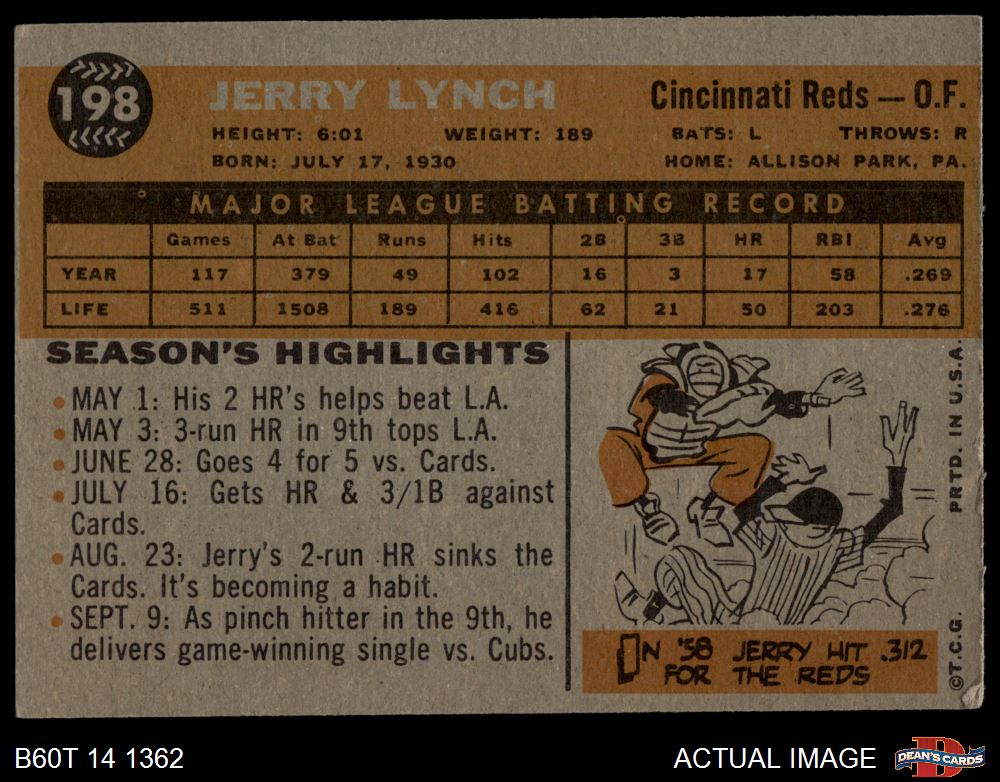 198
JERRY LYNCH
Cincinnati Reds — O.F.
HEIGHT: 6:01 WEIGHT: 189 BATS: L THROWS: R
BORN: JULY 17, 1930 HOME: ALLISON PARK, PA.
MAJOR LEAGUE BATTING RECORD
Games At Bat Runs Hits 2B 3B HR RBI Avg
YEAR 117 379 49 102 16 3 17 58 .269
LIFE 511 1508 189 416 62 21 50 203 .276
SEASON'S HIGHLIGHTS
• MAY 1: His 2 HR's helps beat L.A.
• MAY 3: 3-run HR in 9th tops L.A.
• JUNE 28: Goes 4 for 5 vs. Cards.
• JULY 16: Gets HR & 3/1B against
Cards.
• AUG. 23: Jerry's 2-run HR sinks the
Cards. It's becoming a habit.
• SEPT. 9: As pinch hitter in the 9th, he
delivers game-winning single vs. Cubs.
IN '58 JERRY HIT .312
FOR THE REDS
©T.C.G. PRTD. IN U.S.A.
B60T 14 1362
ACTUAL IMAGE
D
DEAN'S CARDS